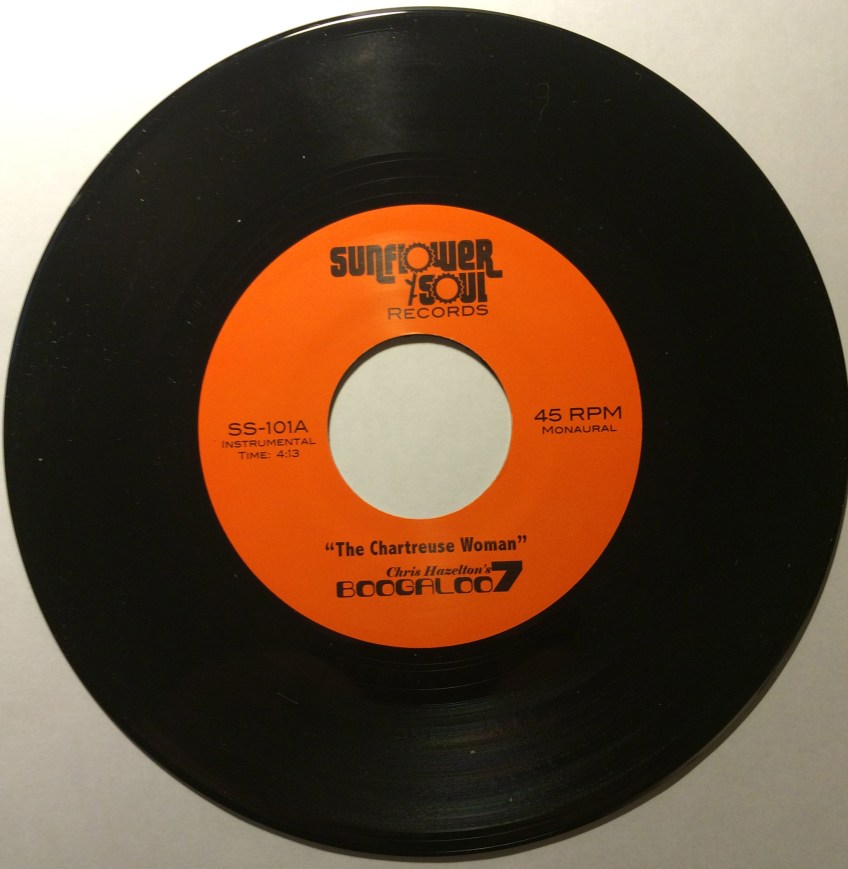 SUNFLOWER
SOUL
RECORDS
SS-101A
INSTRUMENTAL
TIME: 4:13
45 RPM
MONAURAL
“The Chartreuse Woman”
Chris Hazelton's
BOOGALOO7